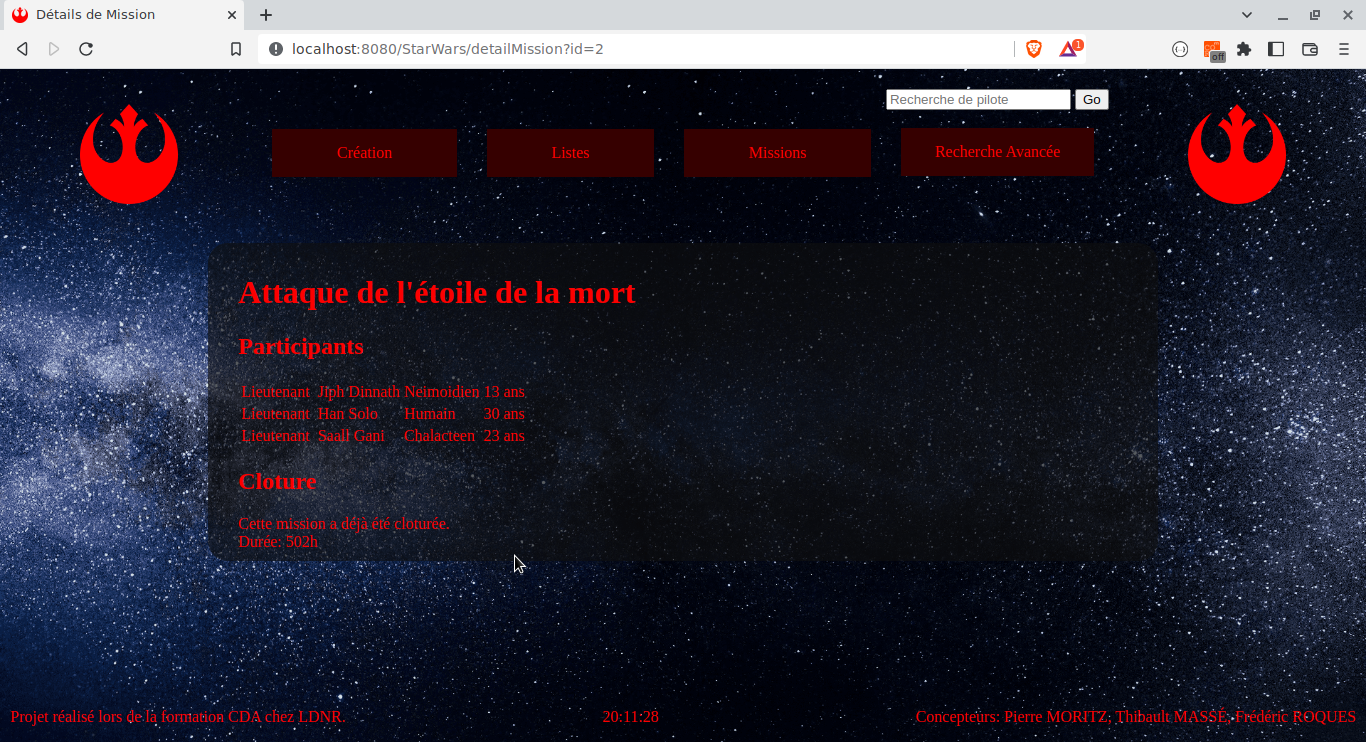 Détails de Mission
localhost:8080/StarWars/detailMission?id=2
1
off
Recherche de pilote Go
Création Listes Missions Recherche Avancée
Attaque de l'étoile de la mort
Participants
Lieutenant Jiph'Dinnath Neimoidien 13 ans
Lieutenant Han Solo Humain 30 ans
Lieutenant Saall Gani Chalacteen 23 ans
Cloture
Cette mission a déjà été cloturée.
Durée: 502h
Projet réalisé lors de la formation CDA chez LDNR. 20:11:28 Concepteurs: Pierre MORITZ, Thibault MASSÉ, Frédéric ROQUES